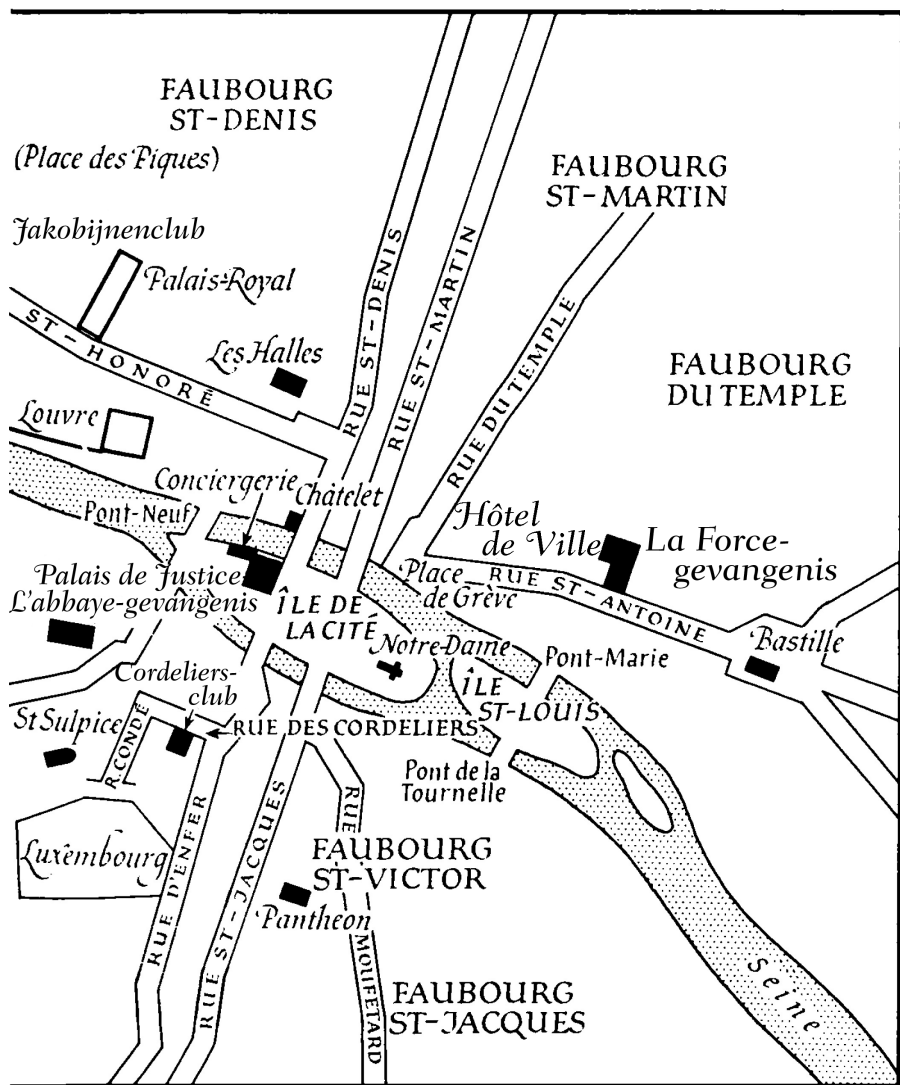 FAUBOURG
ST-DENIS
(Place des Piques)
FAUBOURG
ST-MARTIN
Jakobijnenclub
Palais-Royal
ST-HONORÉ
Les Halles
RUE ST-DENIS
RUE ST-MARTIN
RUE DU TEMPLE
FAUBOURG
DU TEMPLE
Louvre
Conciergerie
Châtelet
Pont-Neuf
Hôtel
de Ville
La Force-
gevangenis
Palais de Justice
L'abbaye-gevangenis
Place
de Grève
RUE ST-ANTOINE
ÎLE DE
LA CITÉ
Notre-Dame
Pont-Marie
Bastille
Cordeliers-
club
ÎLE
ST-LOUIS
St Sulpice
R. CONDÉ
RUE DES CORDELIERS
Pont de la
Tournelle
Luxembourg
RUE D'ENFER
RUE ST-JACQUES
RUE MOUFETARD
FAUBOURG
ST-VICTOR
Pantheon
FAUBOURG
ST-JACQUES
Seine